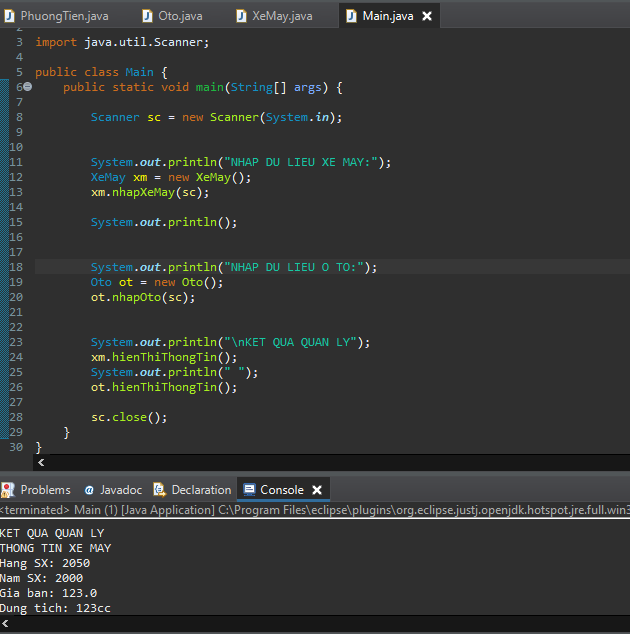 PhuongTien.java Oto.java XeMay.java Main.java
2
3 import java.util.Scanner;
4
5 public class Main {
6 public static void main(String[] args) {
7
8 Scanner sc = new Scanner(System.in);
9
10
11 System.out.println("NHAP DU LIEU XE MAY:");
12 XeMay xm = new XeMay();
13 xm.nhapXeMay(sc);
14
15 System.out.println();
16
17
18 System.out.println("NHAP DU LIEU O TO:");
19 Oto ot = new Oto();
20 ot.nhapOto(sc);
21
22
23 System.out.println("\nKET QUA QUAN LY");
24 xm.hienThiThongTin();
25 System.out.println(" ");
26 ot.hienThiThongTin();
27
28 sc.close();
29 }
30 }
Problems @ Javadoc Declaration Console
<terminated> Main (1) [Java Application] C:\Program Files\eclipse\plugins\org.eclipse.justj.openjdk.hotspot.jre.full.win3
KET QUA QUAN LY
THONG TIN XE MAY
Hang SX: 2050
Nam SX: 2000
Gia ban: 123.0
Dung tich: 123cc